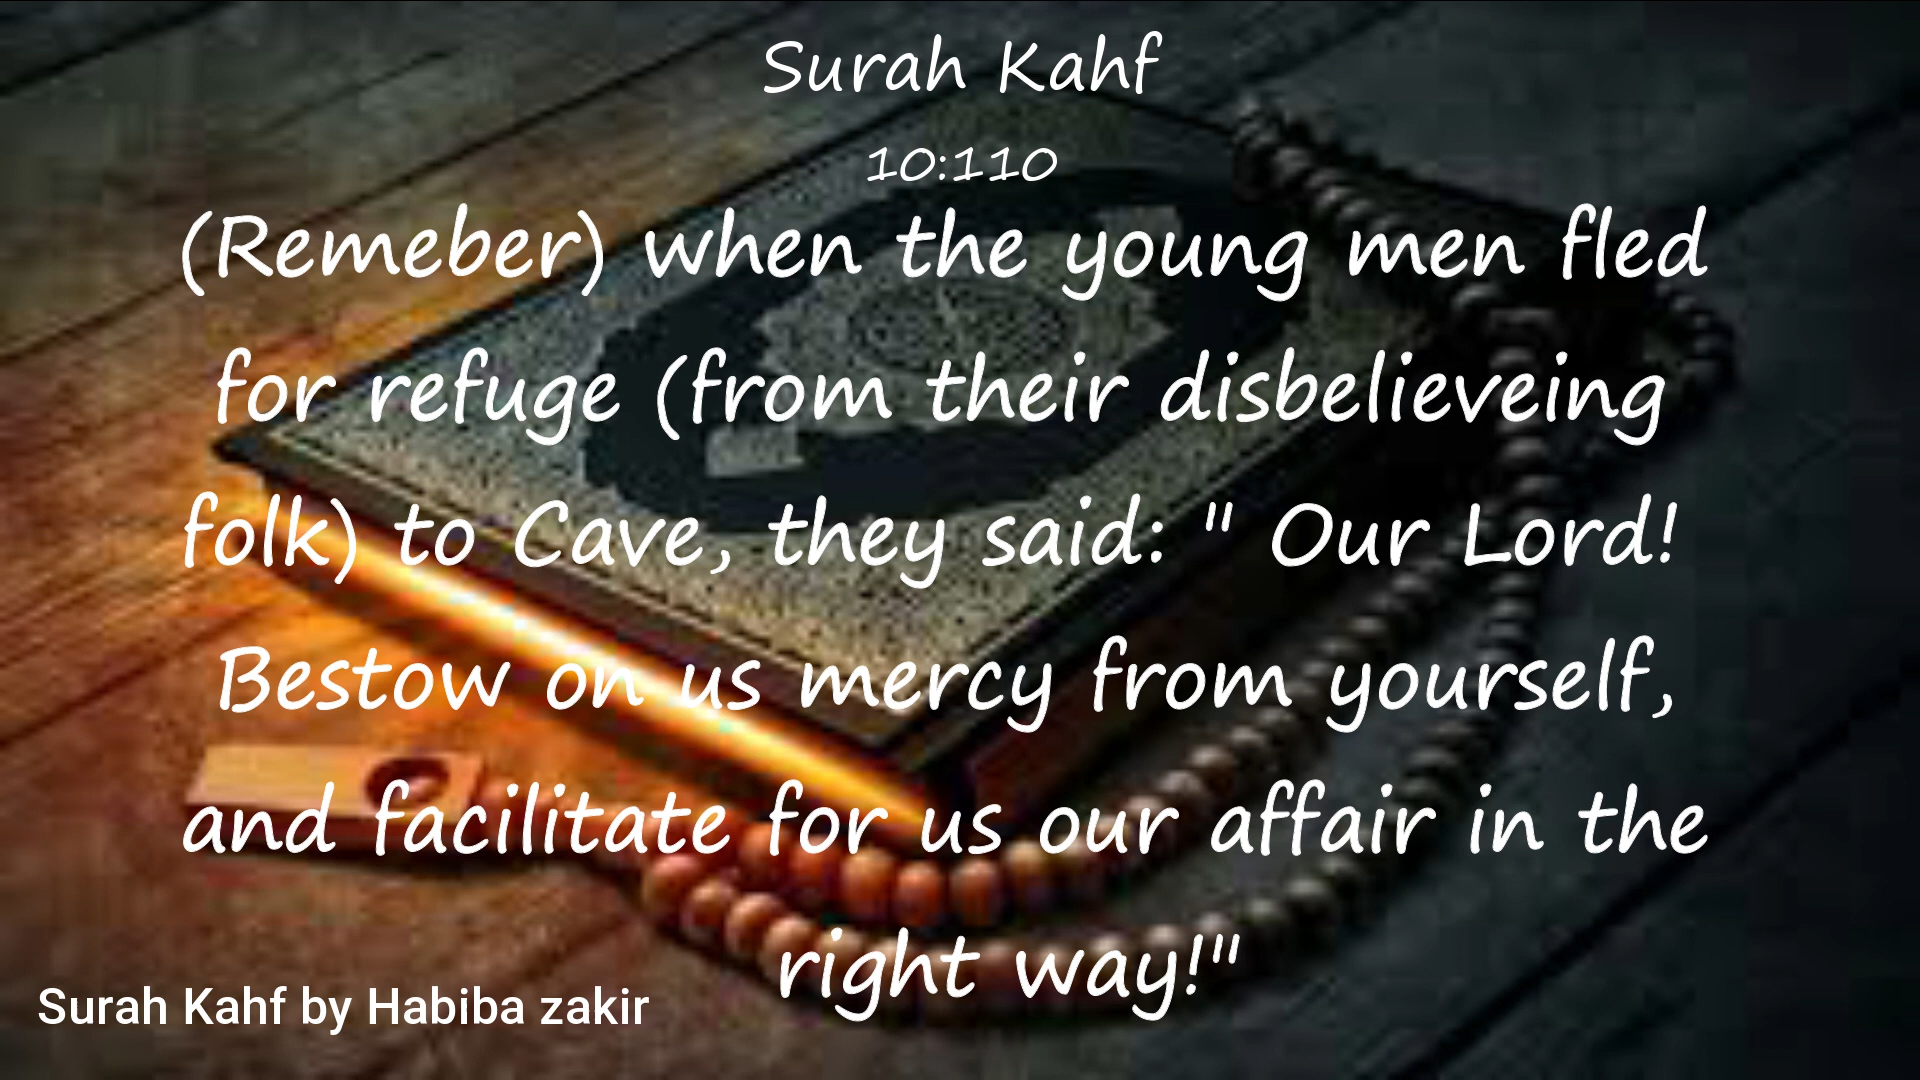 Surah Kahf
10:110
(Remeber) when the young men fled
for refuge (from their disbelieveing
folk) to Cave, they said: " Our Lord!
Bestow on us mercy from yourself,
and facilitate for us our affair in the
right way!"
Surah Kahf by Habiba zakir